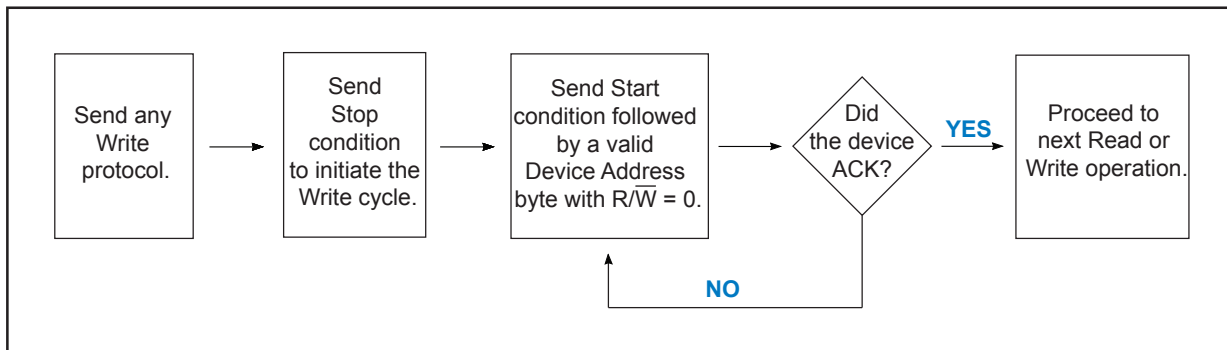 Send any
Write
protocol.
Send
Stop
condition
to initiate the
Write cycle.
Send Start
condition followed
by a valid
Device Address
byte with R/W̅ = 0.
Did
the device
ACK?
YES
NO
Proceed to
next Read or
Write operation.